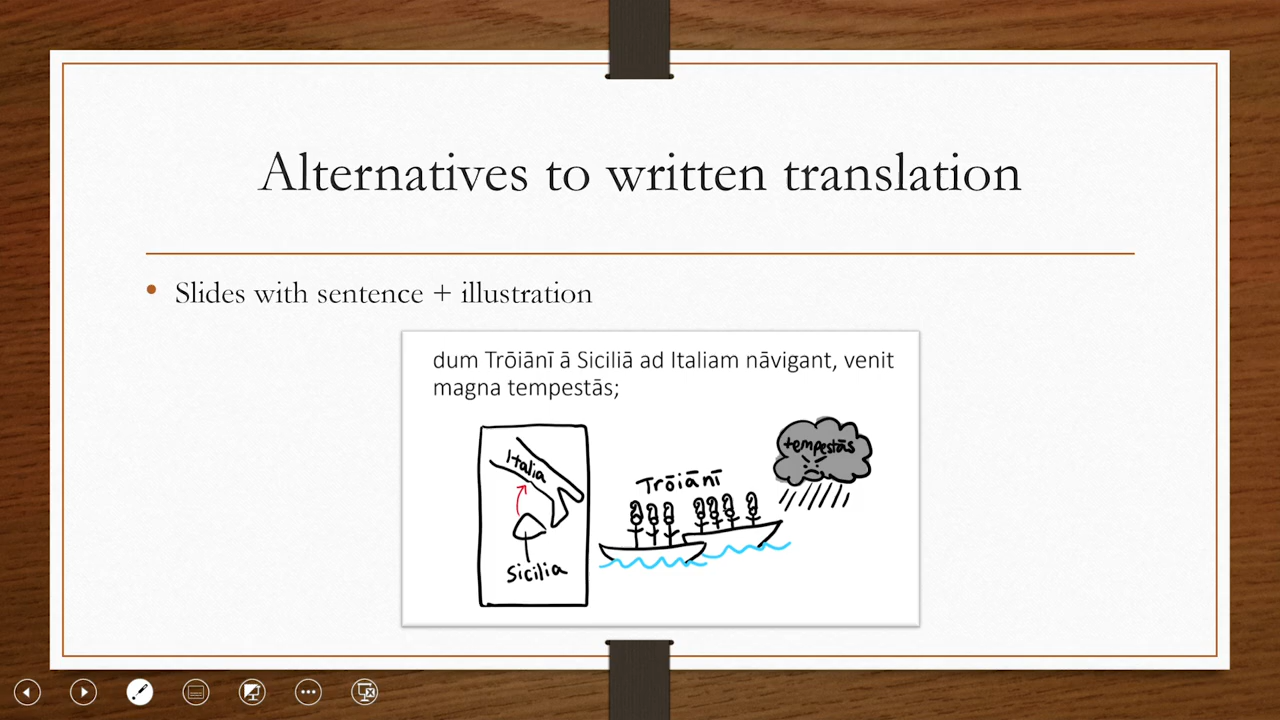 Alternatives to written translation
• Slides with sentence + illustration
dum Trōiānī ā Siciliā ad Italiam nāvigant, venit
magna tempestās;
Italia
Sicilia
Trōiānī
tempestās